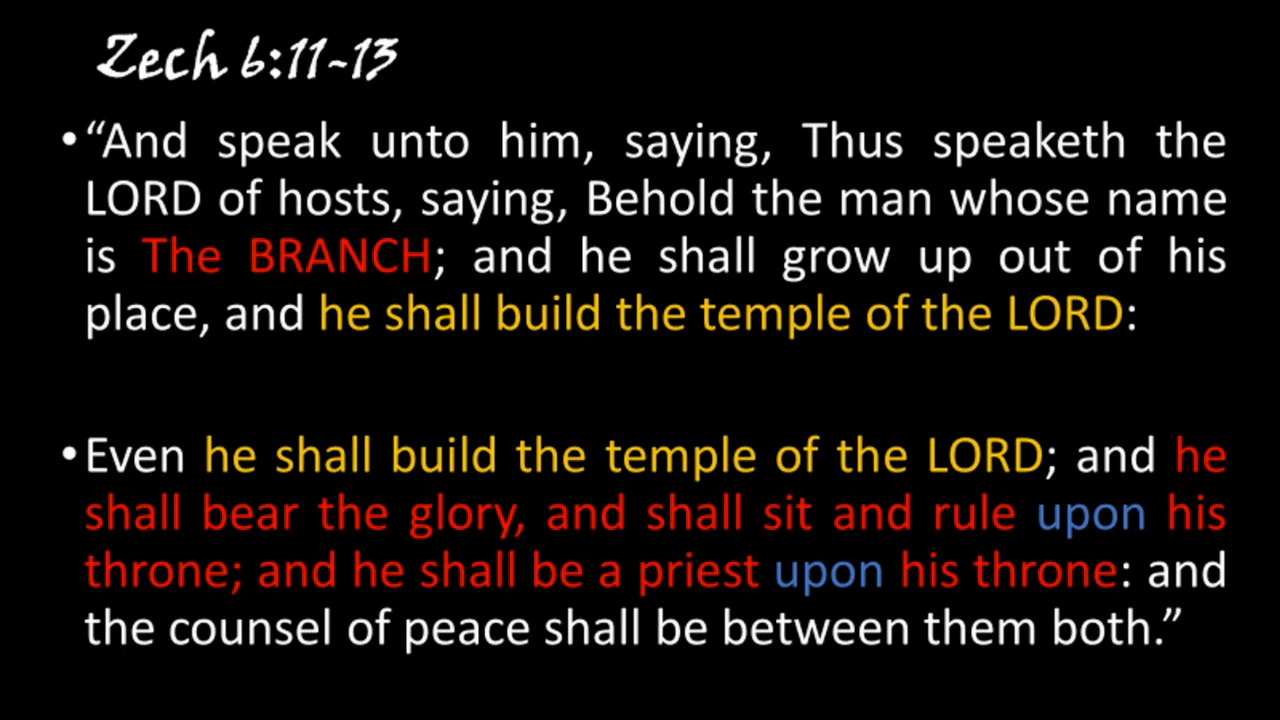 Zech 6:11-13
•“And speak unto him, saying, Thus speaketh the
LORD of hosts, saying, Behold the man whose name
is The BRANCH; and he shall grow up out of his
place, and he shall build the temple of the LORD:
•Even he shall build the temple of the LORD; and he
shall bear the glory, and shall sit and rule upon his
throne; and he shall be a priest upon his throne: and
the counsel of peace shall be between them both.”